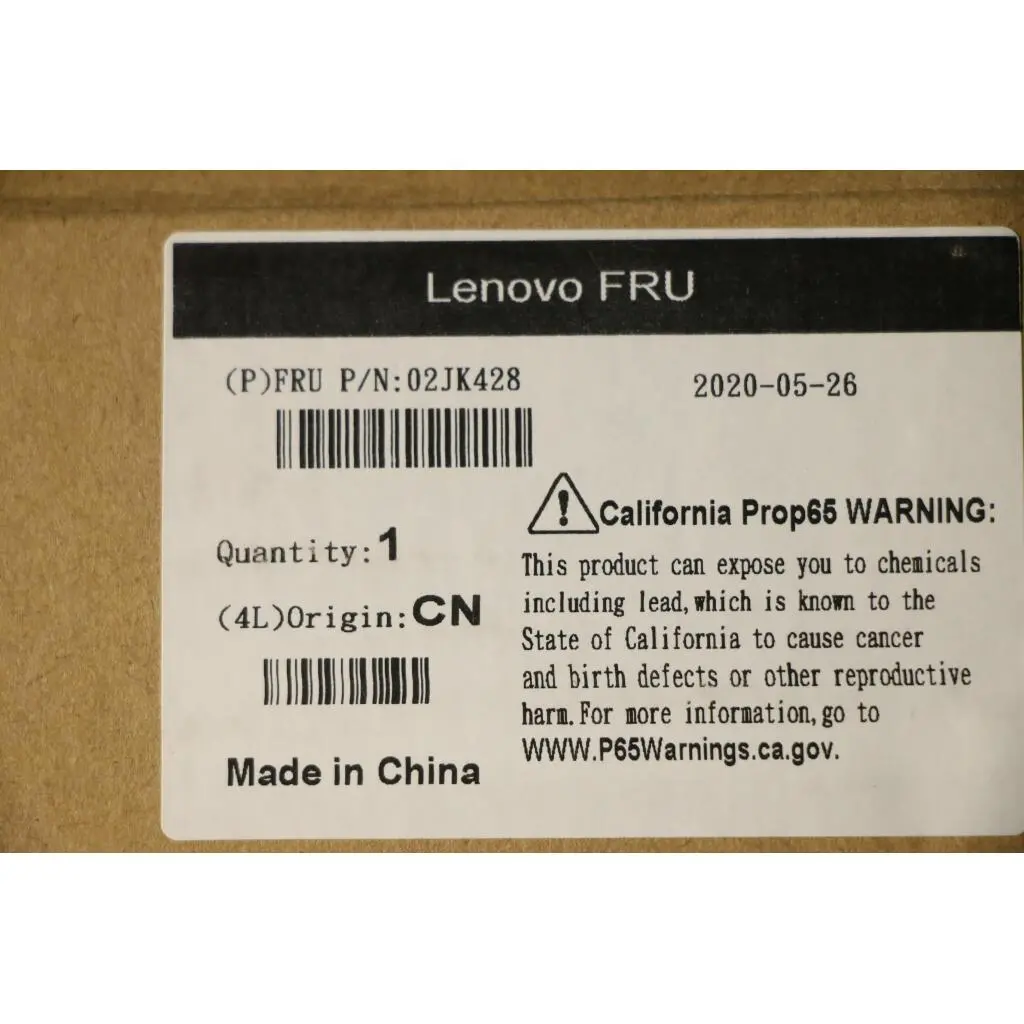 Lenovo FRU
(P)FRU P/N:02JK428
2020-05-26
Quantity:1
(4L)Origin:CN
Made in China
California Prop65 WARNING:
This product can expose you to chemicals
including lead,which is known to the
State of California to cause cancer
and birth defects or other reproductive
harm.For more information,go to
WWW.P65Warnings.ca.gov.